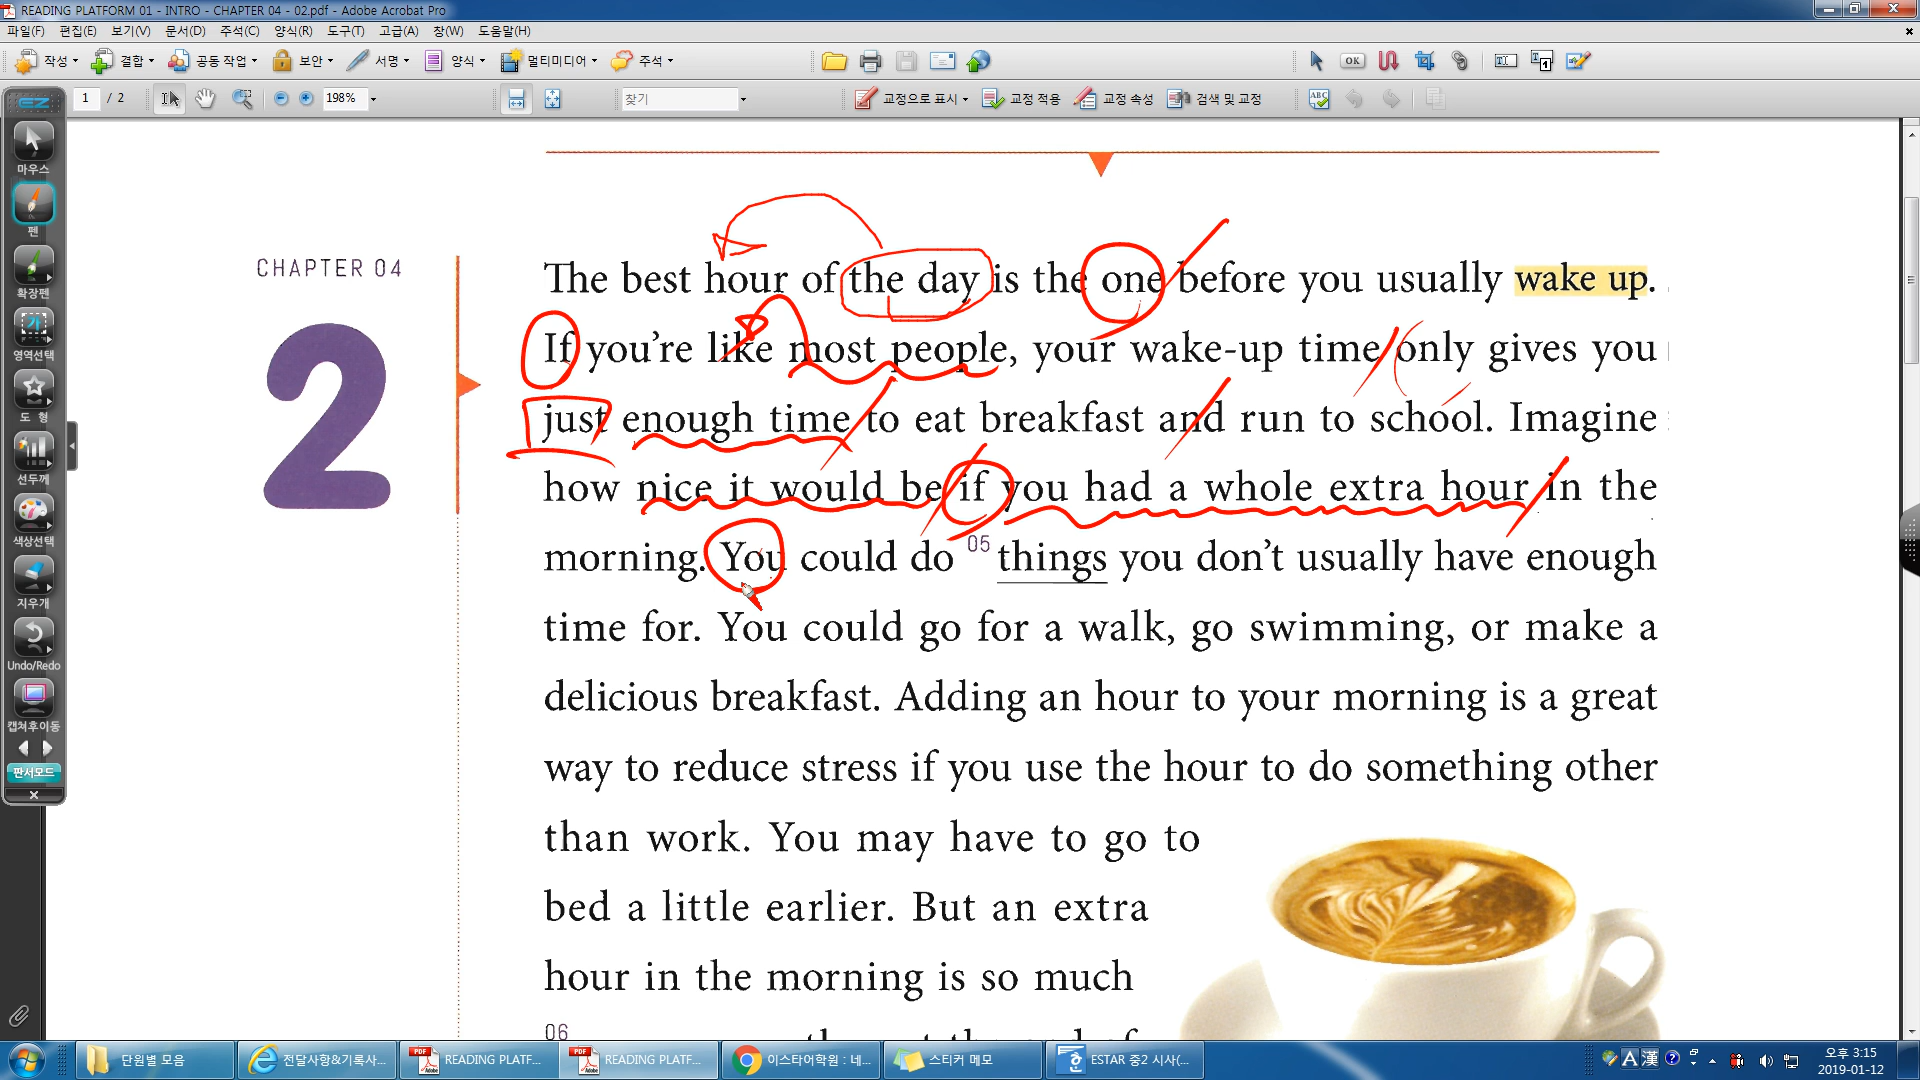 READING PLATFORM 01 - INTRO - CHAPTER 04 - 02.pdf - Adobe Acrobat Pro
파일(F) 편집(E) 보기(V) 문서(D) 주석(C) 양식(R) 도구(T) 고급(A) 창(W) 도움말(H)
작성 결합 공동 작업 보안 서명 양식 멀티미디어 주석 OK
1 / 2 198% 찾기 교정으로 표시 교정 적용 교정 속성 검색 및 교정
마우스
펜
확장펜
가
영역선택
도 형
선두께
색상선택
지우개
Undo/Redo
캡쳐후이동
판서모드
CHAPTER 04
2
The best hour of the day is the one before you usually wake up.
If you're like most people, your wake-up time only gives you
just enough time to eat breakfast and run to school. Imagine
how nice it would be if you had a whole extra hour in the
morning. You could do 05 things you don't usually have enough
time for. You could go for a walk, go swimming, or make a
delicious breakfast. Adding an hour to your morning is a great
way to reduce stress if you use the hour to do something other
than work. You may have to go to
bed a little earlier. But an extra
hour in the morning is so much
06
단원별 모음 전달사항&기록사... READING PLATF... READING PLATF... 이스타어학원 : 네... 스티커 메모 ESTAR 중2 시사(... A 漢 오후 3:15
2019-01-12